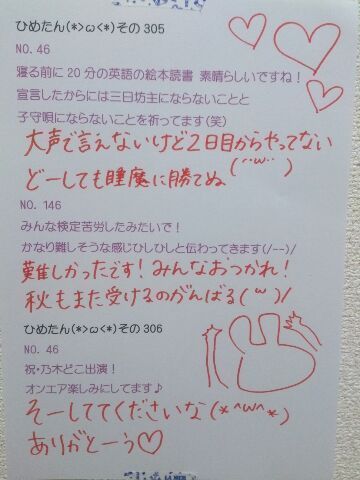 ひめたん(*>ω<*)その 305
NO. 46
寝る前に 20 分の英語の絵本読書 素晴らしいですね！
宣言したからには三日坊主にならないことと
子守唄にならないことを祈ってます(笑)
大声で言えないけど2日目からやってない
どーしても睡魔に勝てぬ(´･ω･`)
NO. 146
みんな検定苦労したみたいで！
かなり難しそうな感じひしひしと伝わってきます(/--)/
難しかったです！みんなおつかれ！
秋もまた受けるのがんばる(˘ω˘)/
ひめたん(*>ω<*)その 306
NO. 46
祝・乃木どこ出演！
オンエア楽しみにしてます♪
そーしててくださいな(*^ω^*)
ありがとーう♡